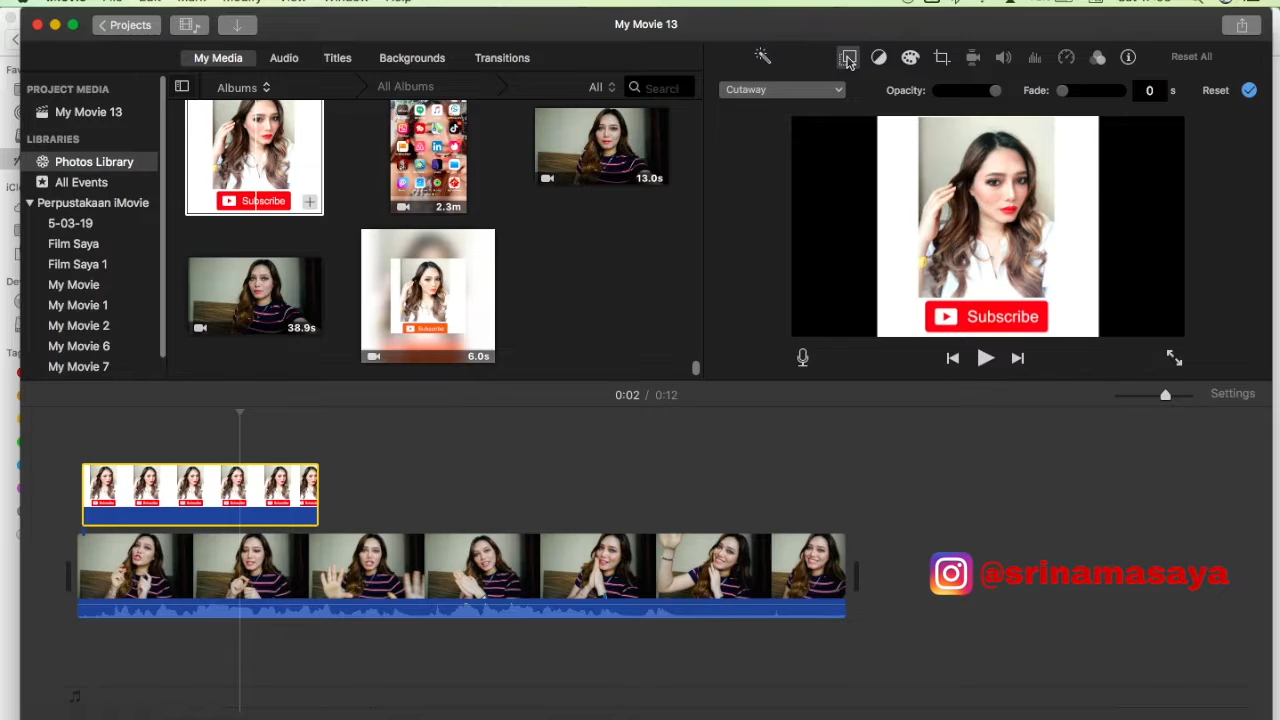 Projects
My Movie 13
My Media
Audio
Titles
Backgrounds
Transitions
Reset All
Albums
All Albums
All
Search
Cutaway
Opacity:
Fade:
0
s
Reset
PROJECT MEDIA
My Movie 13
LIBRARIES
Photos Library
All Events
Perpustakaan iMovie
5-03-19
Film Saya
Film Saya 1
My Movie
My Movie 1
My Movie 2
My Movie 6
My Movie 7
Subscribe
2.3m
13.0s
38.9s
Subscribe
6.0s
Subscribe
0:02 / 0:12
Settings
@srinamasaya